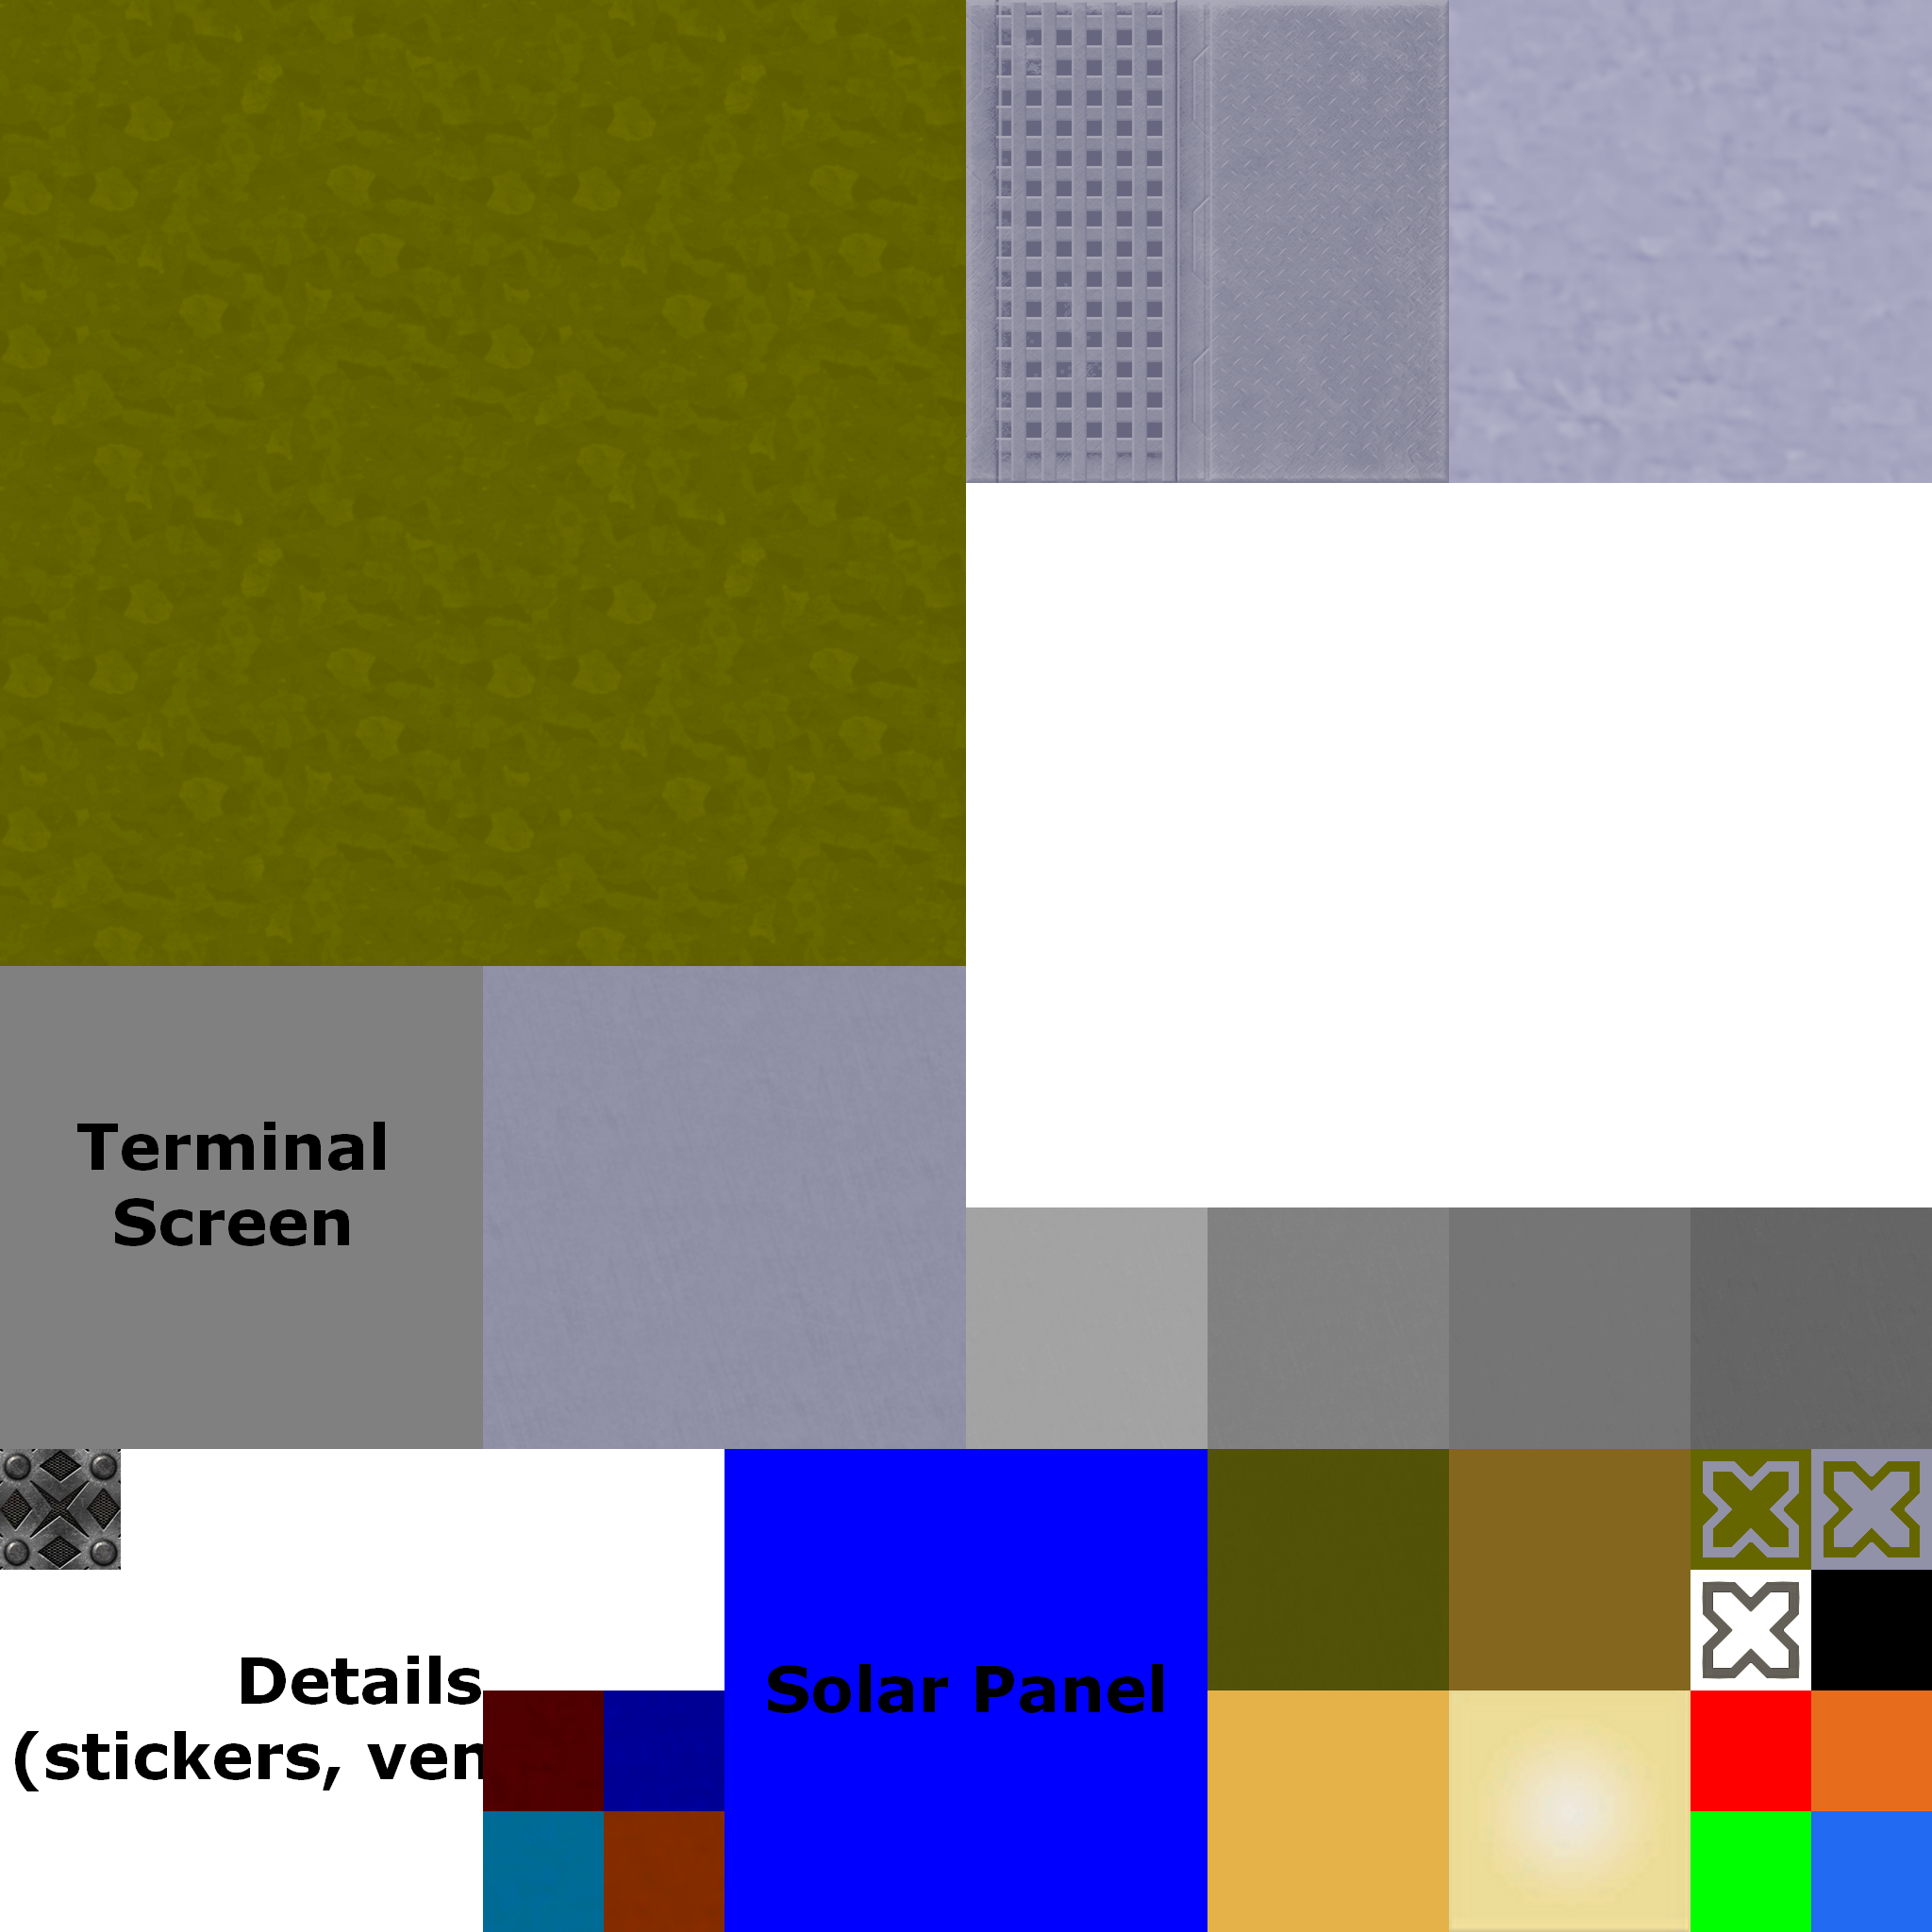 Terminal
Screen
Details
(stickers, ven
Solar Panel